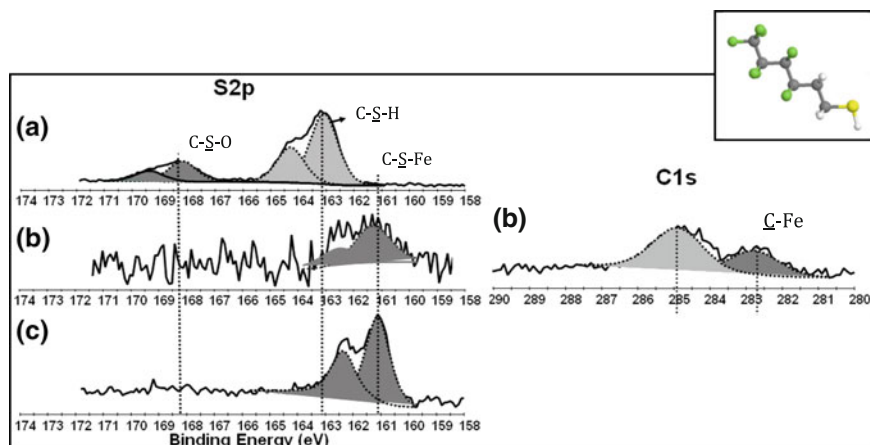 S2p
(a)
C-S-O
C-S-H
C-S-Fe
174 173 172 171 170 169 168 167 166 165 164 163 162 161 160 159 158
(b)
174 173 172 171 170 169 168 167 166 165 164 163 162 161 160 159 158
(c)
174 173 172 171 170 169 168 167 166 165 164 163 162 161 160 159 158
Binding Energy (eV)
C1s
(b)
C-Fe
290 289 288 287 286 285 284 283 282 281 280